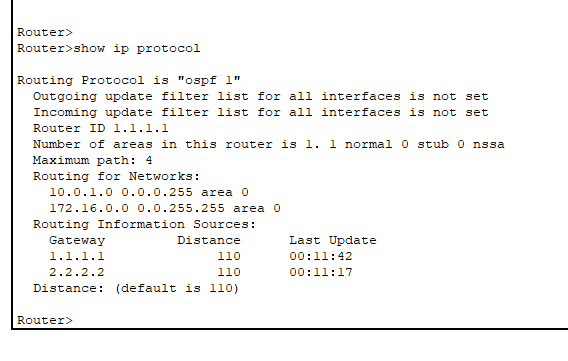 Router>
Router>show ip protocol
Routing Protocol is "ospf 1"
Outgoing update filter list for all interfaces is not set
Incoming update filter list for all interfaces is not set
Router ID 1.1.1.1
Number of areas in this router is 1. 1 normal 0 stub 0 nssa
Maximum path: 4
Routing for Networks:
10.0.1.0 0.0.0.255 area 0
172.16.0.0 0.0.255.255 area 0
Routing Information Sources:
Gateway Distance Last Update
1.1.1.1 110 00:11:42
2.2.2.2 110 00:11:17
Distance: (default is 110)
Router>